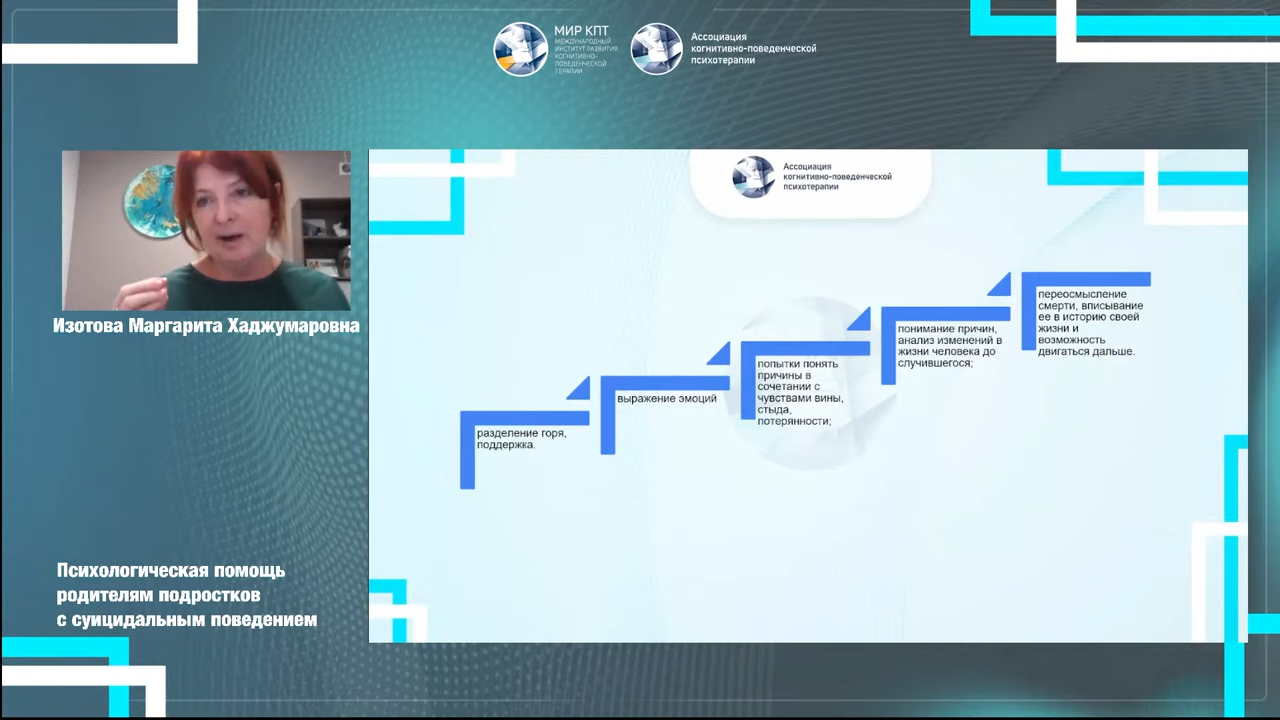 МИР КПТ
МЕЖДУНАРОДНЫЙ
ИНСТИТУТ РАЗВИТИЯ
КОГНИТИВНО-
ПОВЕДЕНЧЕСКОЙ
ТЕРАПИИ
Ассоциация
когнитивно-поведенческой
психотерапии
Ассоциация
когнитивно-поведенческой
психотерапии
Изотова Маргарита Хаджумаровна
разделение горя,
поддержка.
выражение эмоций
попытки понять
причины в
сочетании с
чувствами вины,
стыда,
потерянности;
понимание причин,
анализ изменений в
жизни человека до
случившегося;
переосмысление
смерти, вписывание
ее в историю своей
жизни и
возможность
двигаться дальше.
Психологическая помощь
родителям подростков
с суицидальным поведением